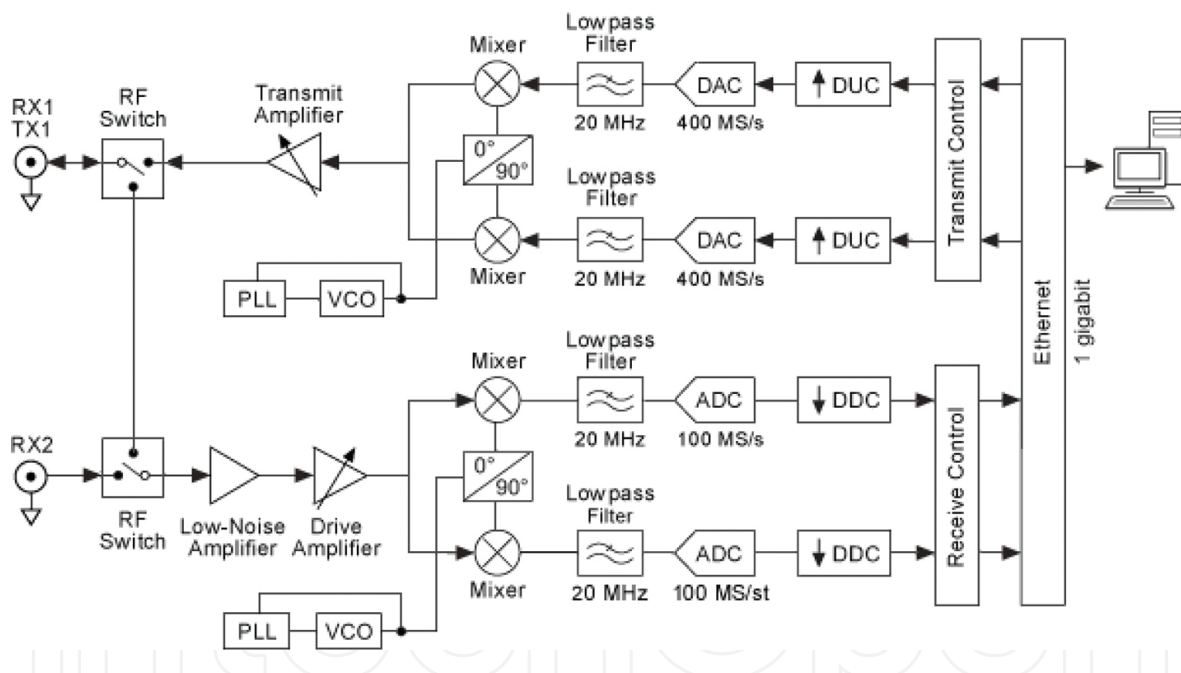 Mixer
Lowpass
Filter
DAC
DUC
20 MHz
400 MS/s
RX1
TX1
RF
Switch
Transmit
Amplifier
0°
90°
Lowpass
Filter
DAC
DUC
Mixer
20 MHz
400 MS/s
PLL
VCO
Transmit Control
Ethernet
1 gigabit
Mixer
Lowpass
Filter
ADC
DDC
20 MHz
100 MS/s
RX2
RF
Switch
Low-Noise
Amplifier
Drive
Amplifier
0°
90°
Lowpass
Filter
ADC
DDC
Mixer
20 MHz
100 MS/st
PLL
VCO
Receive Control